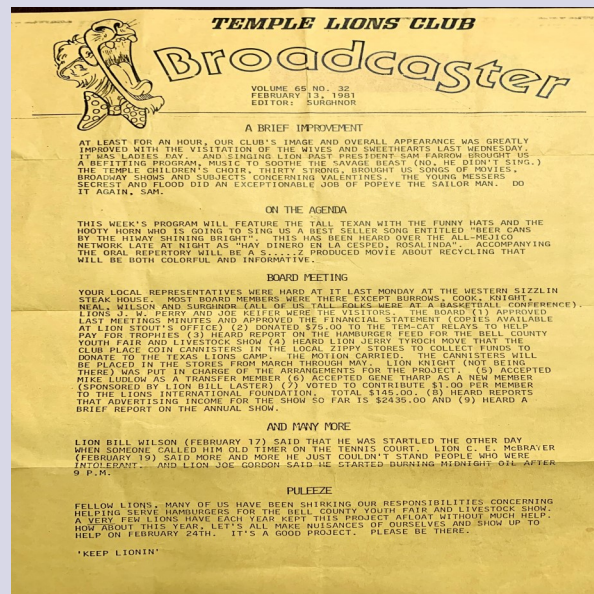 TEMPLE LIONS CLUB
Broadcaster
VOLUME 65 NO. 32
FEBRUARY 13, 1981
EDITOR: SURGHNOR
A BRIEF IMPROVEMENT
AT LEAST FOR AN HOUR, OUR CLUB'S IMAGE AND OVERALL APPEARANCE WAS GREATLY
IMPROVED WITH THE VISITATION OF THE WIVES AND SWEETHEARTS LAST WEDNESDAY.
IT WAS LADIES DAY. AND SINGING LION PAST PRESIDENT SAM FARROW BROUGHT US
A BEFITTING PROGRAM, MUSIC TO SOOTHE THE SAVAGE BEAST (NO, HE DIDN'T SING.)
THE TEMPLE CHILDREN'S CHOIR, THIRTY STRONG, BROUGHT US SONGS OF MOVIES,
BROADWAY SHOWS AND SUBJECTS CONCERNING VALENTINES. THE YOUNG MESSERS
SECREST AND FLOOD DID AN EXCEPTIONABLE JOB OF POPEYE THE SAILOR MAN. DO
IT AGAIN, SAM.
ON THE AGENDA
THIS WEEK'S PROGRAM WILL FEATURE THE TALL TEXAN WITH THE FUNNY HATS AND THE
HOOTY HORN WHO IS GOING TO SING US A BEST SELLER SONG ENTITLED "BEER CANS
BY THE HIWAY SHINING BRIGHT". THIS HAS BEEN HEARD OVER THE ALL-MEJICO
NETWORK LATE AT NIGHT AS "HAY DINERO EN LA CESPED, ROSALINDA". ACCOMPANYING
THE ORAL REPERTORY WILL BE A S.....Z PRODUCED MOVIE ABOUT RECYCLING THAT
WILL BE BOTH COLORFUL AND INFORMATIVE.
BOARD MEETING
YOUR LOCAL REPRESENTATIVES WERE HARD AT IT LAST MONDAY AT THE WESTERN SIZZLIN
STEAK HOUSE. MOST BOARD MEMBERS WERE THERE EXCEPT BURROWS, COOK, KNIGHT,
NEAL, WILSON AND SURGHNOR (ALL OF US TALL FOLKS WERE AT A BASKETBALL CONFERENCE).
LIONS J. W. PERRY AND JOE KEIFER WERE THE VISITORS. THE BOARD (1) APPROVED
LAST MEETINGS MINUTES AND APPROVED THE FINANCIAL STATEMENT (COPIES AVAILABLE
AT LION STOUT'S OFFICE) (2) DONATED $75.00 TO THE TEM-CAT RELAYS TO HELP
PAY FOR TROPHIES (3) HEARD REPORT ON THE HAMBURGER FEED FOR THE BELL COUNTY
YOUTH FAIR AND LIVESTOCK SHOW (4) HEARD LION JERRY TYROCH MOVE THAT THE
CLUB PLACE COIN CANNISTERS IN THE LOCAL ZIPPY STORES TO COLLECT FUNDS TO
DONATE TO THE TEXAS LIONS CAMP. THE MOTION CARRIED. THE CANNISTERS WILL
BE PLACED IN THE STORES FROM MARCH THROUGH MAY. LION KNIGHT (NOT BEING
THERE) WAS PUT IN CHARGE OF THE ARRANGEMENTS FOR THE PROJECT. (5) ACCEPTED
MIKE LUDLOW AS A TRANSFER MEMBER (6) ACCEPTED GENE THARP AS A NEW MEMBER
(SPONSORED BY LION BILL LASTER) (7) VOTED TO CONTRIBUTE $1.00 PER MEMBER
TO THE LIONS INTERNATIONAL FOUNDATION. TOTAL $145.00. (8) HEARD REPORTS
THAT ADVERTISING INCOME FOR THE SHOW SO FAR IS $2435.00 AND (9) HEARD A
BRIEF REPORT ON THE ANNUAL SHOW.
AND MANY MORE
LION BILL WILSON (FEBRUARY 17) SAID THAT HE WAS STARTLED THE OTHER DAY
WHEN SOMEONE CALLED HIM OLD TIMER ON THE TENNIS COURT. LION C. E. McBRAYER
(FEBRUARY 19) SAID MORE AND MORE HE JUST COULDN'T STAND PEOPLE WHO WERE
INTOLERANT. AND LION JOE GORDON SAID HE STARTED BURNING MIDNIGHT OIL AFTER
9 P.M.
PULEEZE
FELLOW LIONS, MANY OF US HAVE BEEN SHIRKING OUR RESPONSIBILITIES CONCERNING
HELPING SERVE HAMBURGERS FOR THE BELL COUNTY YOUTH FAIR AND LIVESTOCK SHOW.
A VERY FEW LIONS HAVE EACH YEAR KEPT THIS PROJECT AFLOAT WITHOUT MUCH HELP.
HOW ABOUT THIS YEAR, LET'S ALL MAKE NUISANCES OF OURSELVES AND SHOW UP TO
HELP ON FEBRUARY 24TH. IT'S A GOOD PROJECT. PLEASE BE THERE.
'KEEP LIONIN'